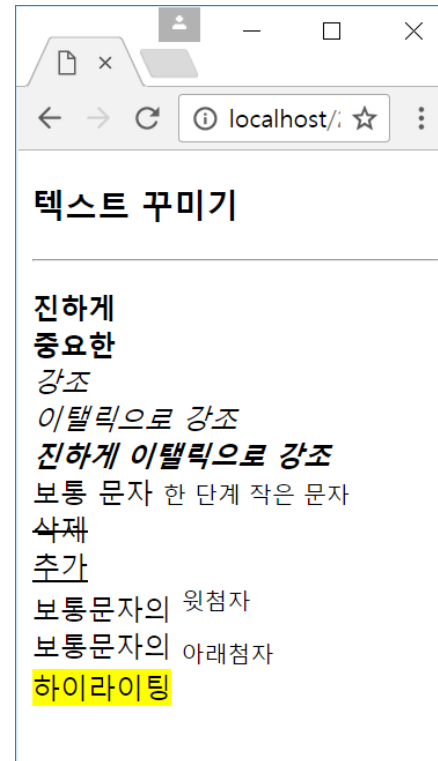 localhost/
텍스트 꾸미기
진하게
중요한
강조
이탤릭으로 강조
진하게 이탤릭으로 강조
보통 문자 한 단계 작은 문자
삭제
추가
보통문자의 윗첨자
보통문자의 아래첨자
하이라이팅